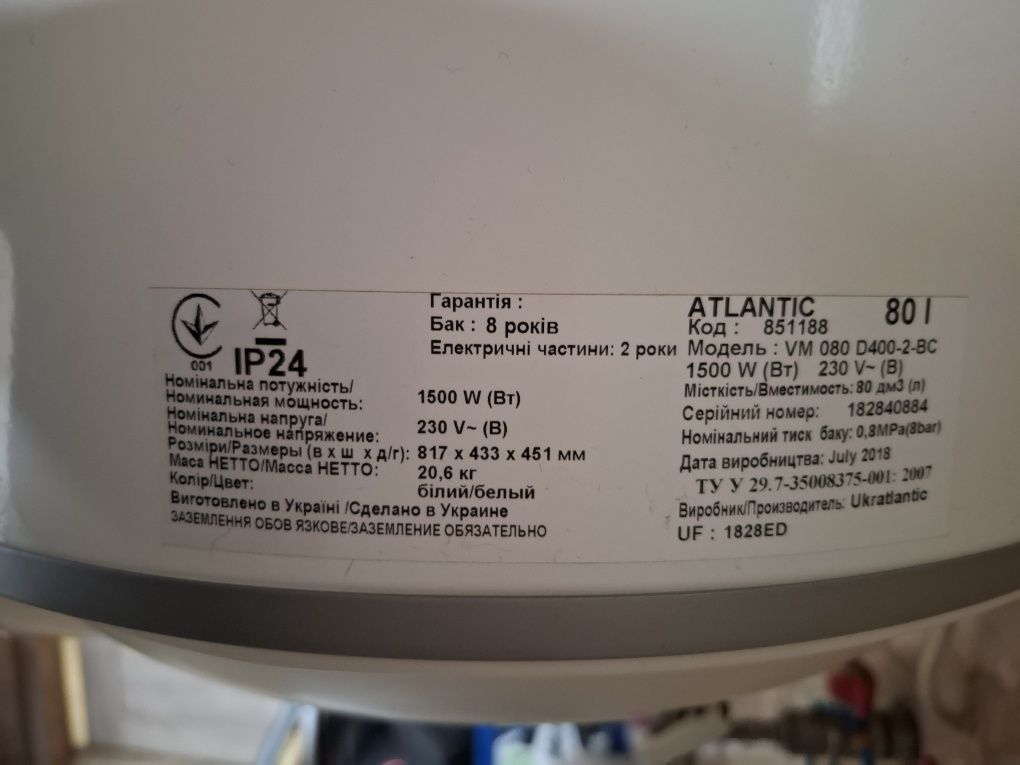 001
IP24
Номінальна потужність/
Номинальная мощность: 1500 W (Вт)
Номінальна напруга/
Номинальное напряжение: 230 V~ (В)
Розміри/Размеры (в х ш х д/г): 817 x 433 x 451 мм
Маса НЕТТО/Масса НЕТТО: 20,6 кг
Колір/Цвет: білий/белый
Виготовлено в Україні /Сделано в Украине
ЗАЗЕМЛЕННЯ ОБОВ ЯЗКОВЕ/ЗАЗЕМЛЕНИЕ ОБЯЗАТЕЛЬНО
Гарантія :
Бак : 8 років
Електричні частини: 2 роки
ATLANTIC 80 l
Код : 851188
Модель : VM 080 D400-2-BC
1500 W (Вт) 230 V~ (В)
Місткість/Вместимость: 80 дм3 (л)
Серійний номер: 182840884
Номінальний тиск баку: 0,8MPa(8bar)
Дата виробництва: July 2018
ТУ У 29.7-35008375-001: 2007
Виробник/Производитель: Ukratlantic
UF : 1828ED